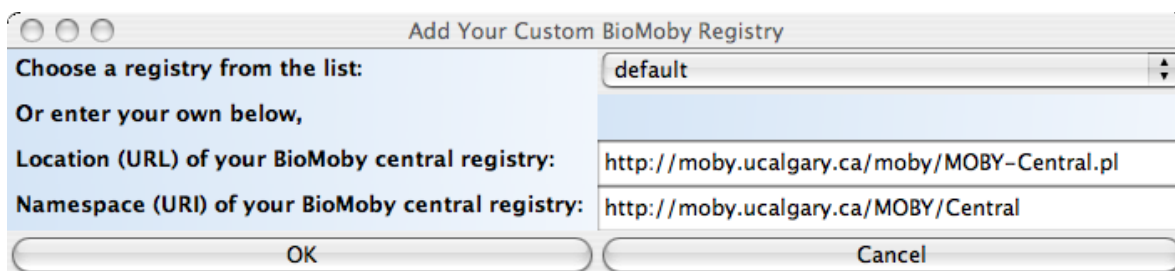 Add Your Custom BioMoby Registry
Choose a registry from the list: default
Or enter your own below,
Location (URL) of your BioMoby central registry: http://moby.ucalgary.ca/moby/MOBY-Central.pl
Namespace (URI) of your BioMoby central registry: http://moby.ucalgary.ca/MOBY/Central
OK Cancel